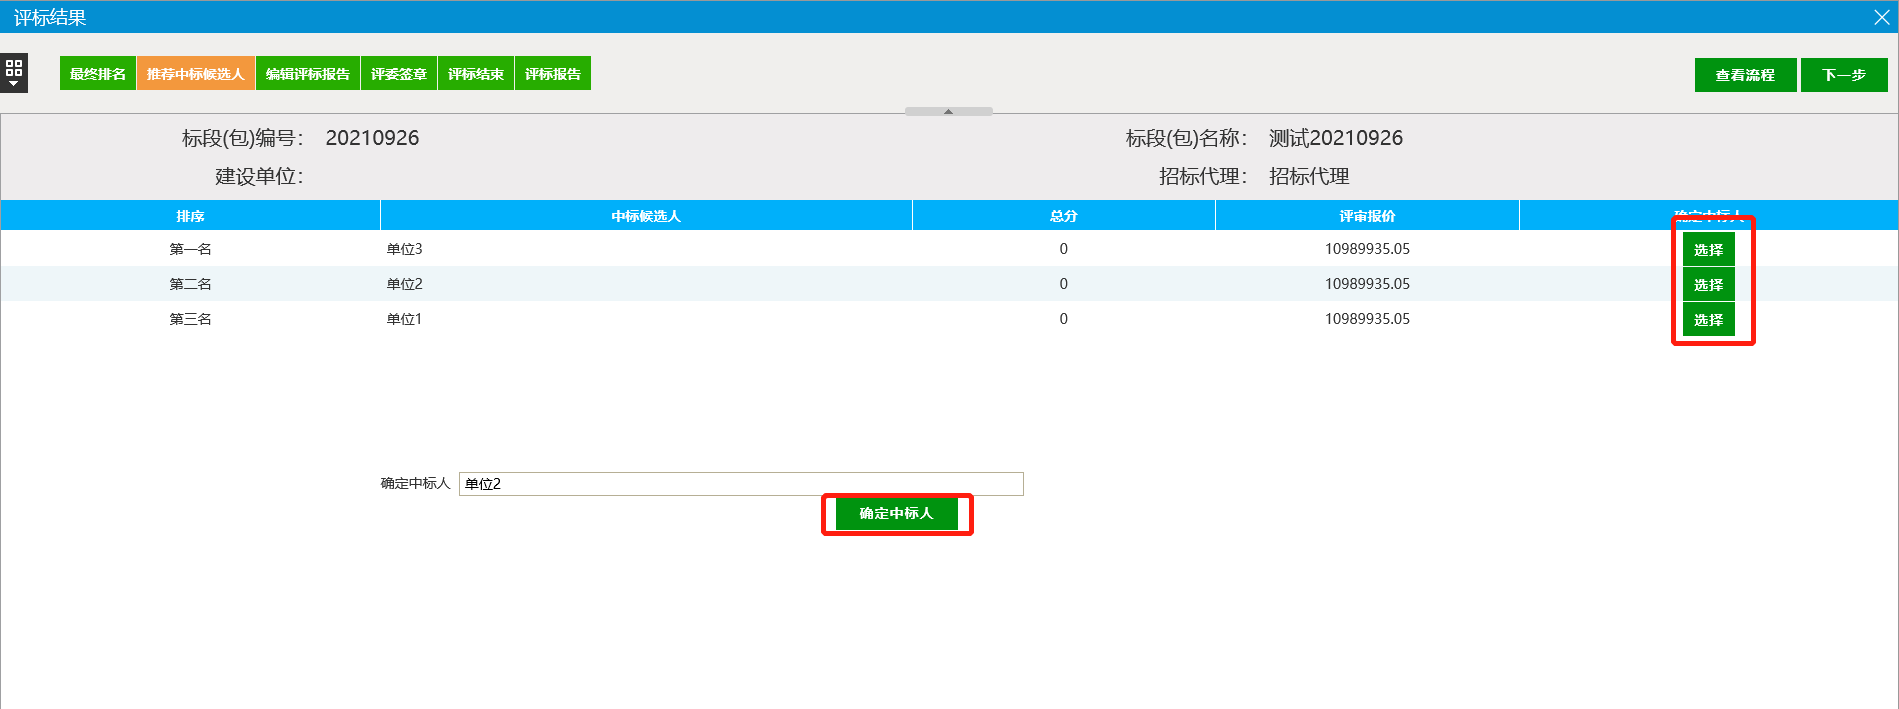 评标结果
最终排名 推荐中标候选人 编辑评标报告 评委签章 评标结束 评标报告 查看流程 下一步
标段(包)编号： 20210926 标段(包)名称： 测试20210926
建设单位： 招标代理： 招标代理
排序 中标候选人 总分 评审报价 确定中标人
第一名 单位3 0 10989935.05 选择
第二名 单位2 0 10989935.05 选择
第三名 单位1 0 10989935.05 选择
确定中标人 单位2
确定中标人